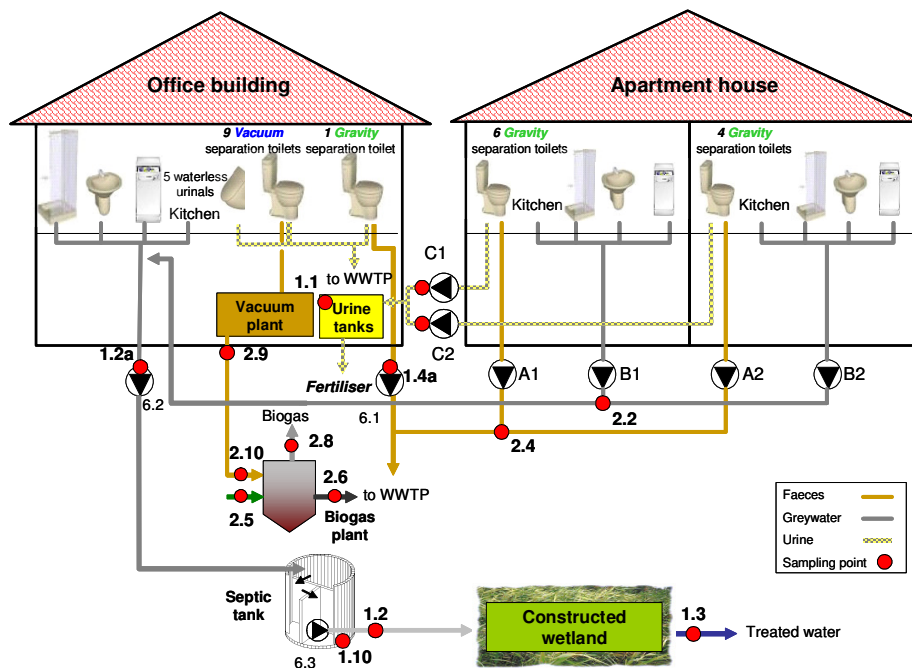 Office building
Apartment house
9 Vacuum
separation toilets
1 Gravity
separation toilet
6 Gravity
separation toilets
4 Gravity
separation toilets
5 waterless
urinals
Kitchen
Kitchen
Kitchen
to WWTP
C1
1.1
Vacuum
plant
Urine
tanks
C2
1.2a
2.9
Fertiliser
1.4a
A1
B1
A2
B2
6.2
6.1
Biogas
2.2
2.8
2.4
2.10
2.6
to WWTP
2.5
Biogas
plant
Faeces
Greywater
Urine
Sampling point
Septic
tank
1.2
Constructed
wetland
1.3
Treated water
6.3
1.10